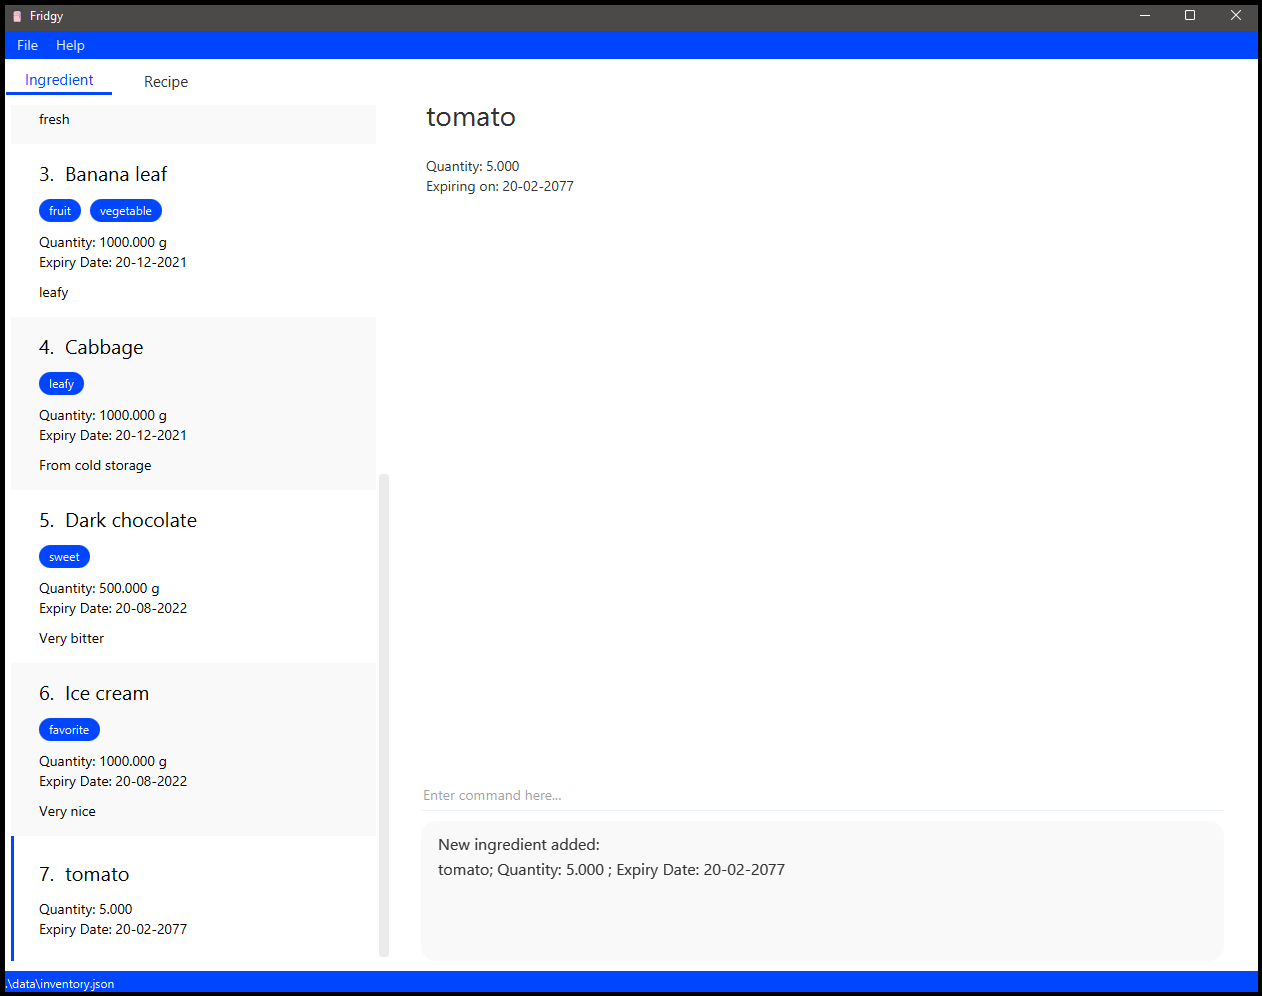 Fridgy
File Help
Ingredient Recipe
fresh
3. Banana leaf
fruit vegetable
Quantity: 1000.000 g
Expiry Date: 20-12-2021
leafy
4. Cabbage
leafy
Quantity: 1000.000 g
Expiry Date: 20-12-2021
From cold storage
5. Dark chocolate
sweet
Quantity: 500.000 g
Expiry Date: 20-08-2022
Very bitter
6. Ice cream
favorite
Quantity: 1000.000 g
Expiry Date: 20-08-2022
Very nice
7. tomato
Quantity: 5.000
Expiry Date: 20-02-2077
tomato
Quantity: 5.000
Expiring on: 20-02-2077
Enter command here...
New ingredient added:
tomato; Quantity: 5.000 ; Expiry Date: 20-02-2077
.\data\inventory.json